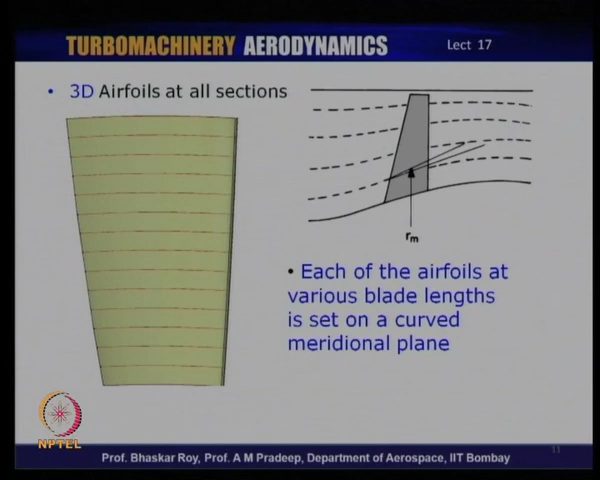 TURBOMACHINERY AERODYNAMICS
Lect 17
• 3D Airfoils at all sections
rm
• Each of the airfoils at
various blade lengths
is set on a curved
meridional plane
NPTEL
Prof. Bhaskar Roy, Prof. A M Pradeep, Department of Aerospace, IIT Bombay
11